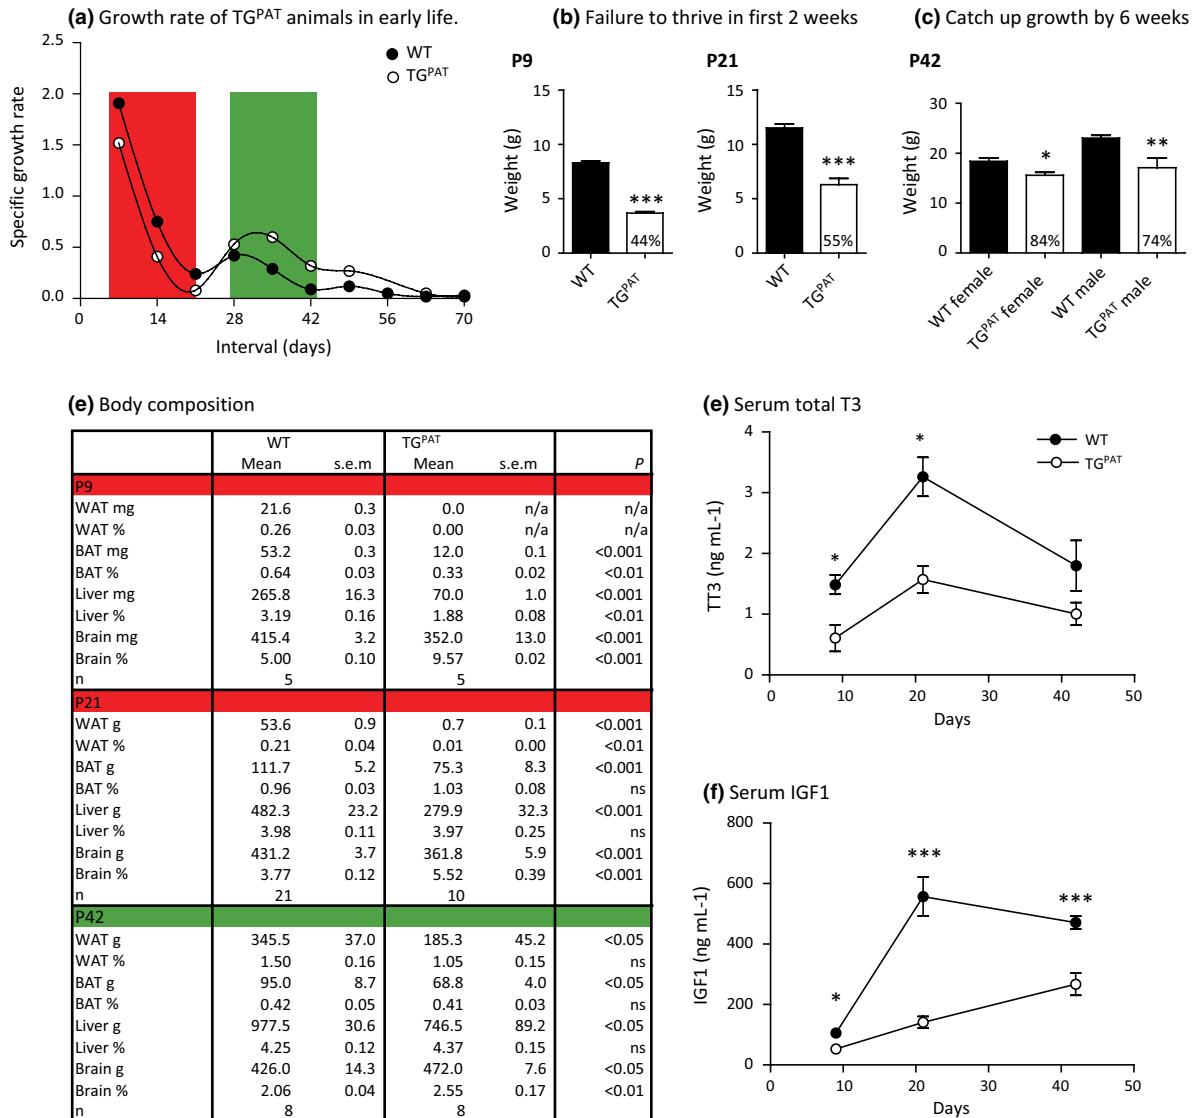 (a) Growth rate of TGPAT animals in early life.
WT
TGPAT
Specific growth rate
2.5
2.0
1.5
1.0
0.5
0.0
0 14 28 42 56 70
Interval (days)
(b) Failure to thrive in first 2 weeks
P9
Weight (g)
15
10
5
0
***
44%
WT
TGPAT
P21
Weight (g)
15
10
5
0
***
55%
WT
TGPAT
(c) Catch up growth by 6 weeks
P42
Weight (g)
30
20
10
0
*
**
84%
74%
WT female
TGPAT female
WT male
TGPAT male
(e) Body composition
WT TGPAT
Mean s.e.m Mean s.e.m P
P9
WAT mg 21.6 0.3 0.0 n/a n/a
WAT % 0.26 0.03 0.00 n/a n/a
BAT mg 53.2 0.3 12.0 0.1 <0.001
BAT % 0.64 0.03 0.33 0.02 <0.01
Liver mg 265.8 16.3 70.0 1.0 <0.001
Liver % 3.19 0.16 1.88 0.08 <0.01
Brain mg 415.4 3.2 352.0 13.0 <0.001
Brain % 5.00 0.10 9.57 0.02 <0.001
n 5 5
P21
WAT g 53.6 0.9 0.7 0.1 <0.001
WAT % 0.21 0.04 0.01 0.00 <0.01
BAT g 111.7 5.2 75.3 8.3 <0.001
BAT % 0.96 0.03 1.03 0.08 ns
Liver g 482.3 23.2 279.9 32.3 <0.001
Liver % 3.98 0.11 3.97 0.25 ns
Brain g 431.2 3.7 361.8 5.9 <0.001
Brain % 3.77 0.12 5.52 0.39 <0.001
n 21 10
P42
WAT g 345.5 37.0 185.3 45.2 <0.05
WAT % 1.50 0.16 1.05 0.15 ns
BAT g 95.0 8.7 68.8 4.0 <0.05
BAT % 0.42 0.05 0.41 0.03 ns
Liver g 977.5 30.6 746.5 89.2 <0.05
Liver % 4.25 0.12 4.37 0.15 ns
Brain g 426.0 14.3 472.0 7.6 <0.05
Brain % 2.06 0.04 2.55 0.17 <0.01
n 8 8
(e) Serum total T3
TT3 (ng mL-1)
4
3
2
1
0
*
*
WT
TGPAT
0 10 20 30 40 50
Days
(f) Serum IGF1
IGF1 (ng mL-1)
800
600
400
200
0
*
***
***
0 10 20 30 40 50
Days